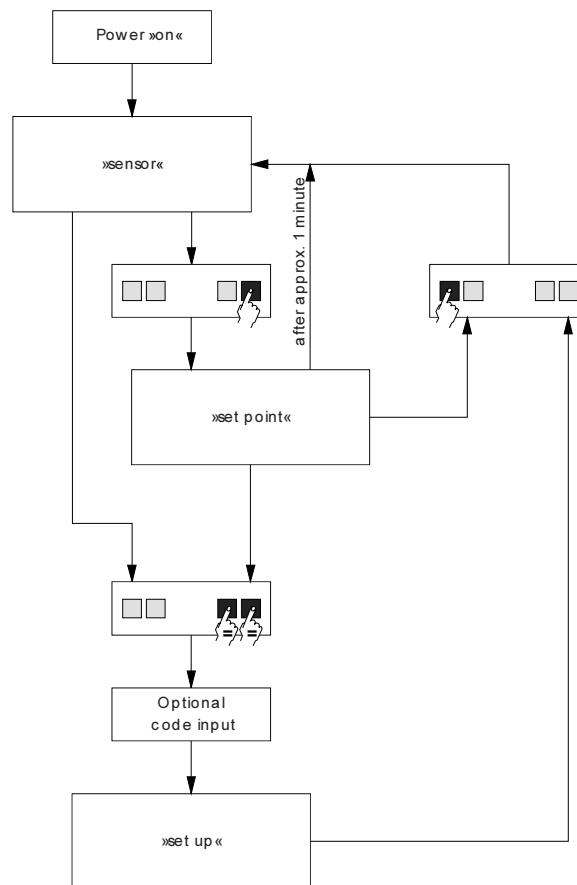 Power »on«
»sensor«
after approx. 1 minute
»set point«
Optional
code input
»set up«